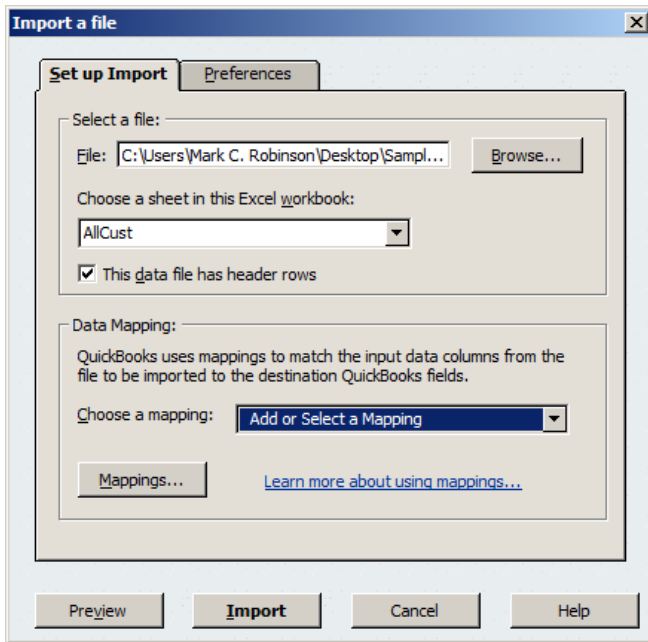 Import a file
Set up Import
Preferences
Select a file:
File:
C:\Users\Mark C. Robinson\Desktop\Sampl...
Browse...
Choose a sheet in this Excel workbook:
AllCust
This data file has header rows
Data Mapping:
QuickBooks uses mappings to match the input data columns from the
file to be imported to the destination QuickBooks fields.
Choose a mapping:
Add or Select a Mapping
Mappings...
Learn more about using mappings...
Preview
Import
Cancel
Help